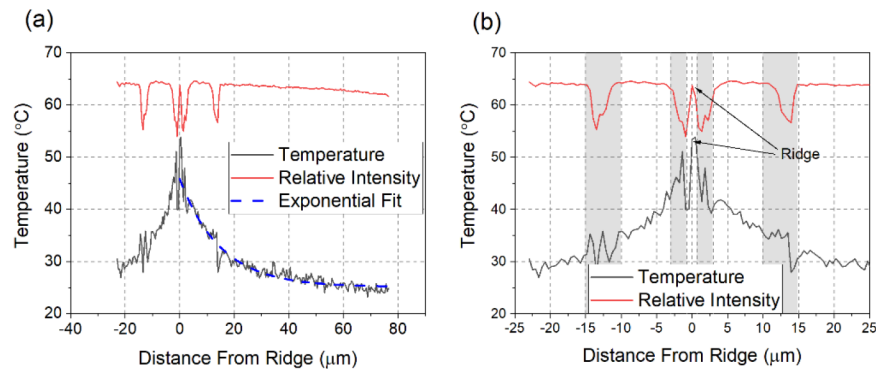 (a)
70
60
50
40
30
20
Temperature (°C)
Temperature
Relative Intensity
Exponential Fit
-40
-20
0
20
40
60
80
Distance From Ridge (μm)
(b)
70
60
50
40
30
20
Temperature (°C)
Ridge
Temperature
Relative Intensity
-25
-20
-15
-10
-5
0
5
10
15
20
25
Distance From Ridge (μm)